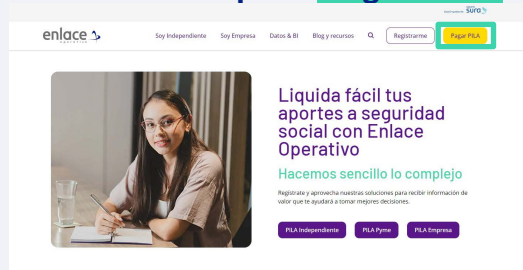 sura
enlace
operativo
Soy Independiente
Soy Empresa
Datos & BI
Blog y recursos
Registrarme
Pagar PILA
Liquida fácil tus
aportes a seguridad
social con Enlace
Operativo
Hacemos sencillo lo complejo
Registrate y aprovecha nuestras soluciones para recibir información de
valor que te ayudará a tomar mejores decisiones.
PILA Independiente
PILA Pyme
PILA Empresa